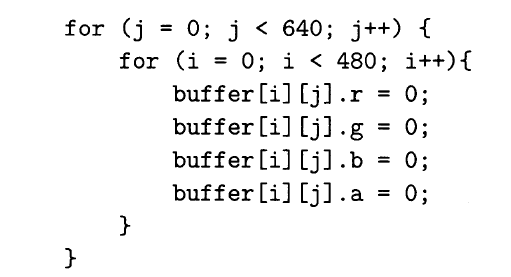 for (j = 0; j < 640; j++) {
    for (i = 0; i < 480; i++){
        buffer[i][j].r = 0;
        buffer[i][j].g = 0;
        buffer[i][j].b = 0;
        buffer[i][j].a = 0;
    }
}